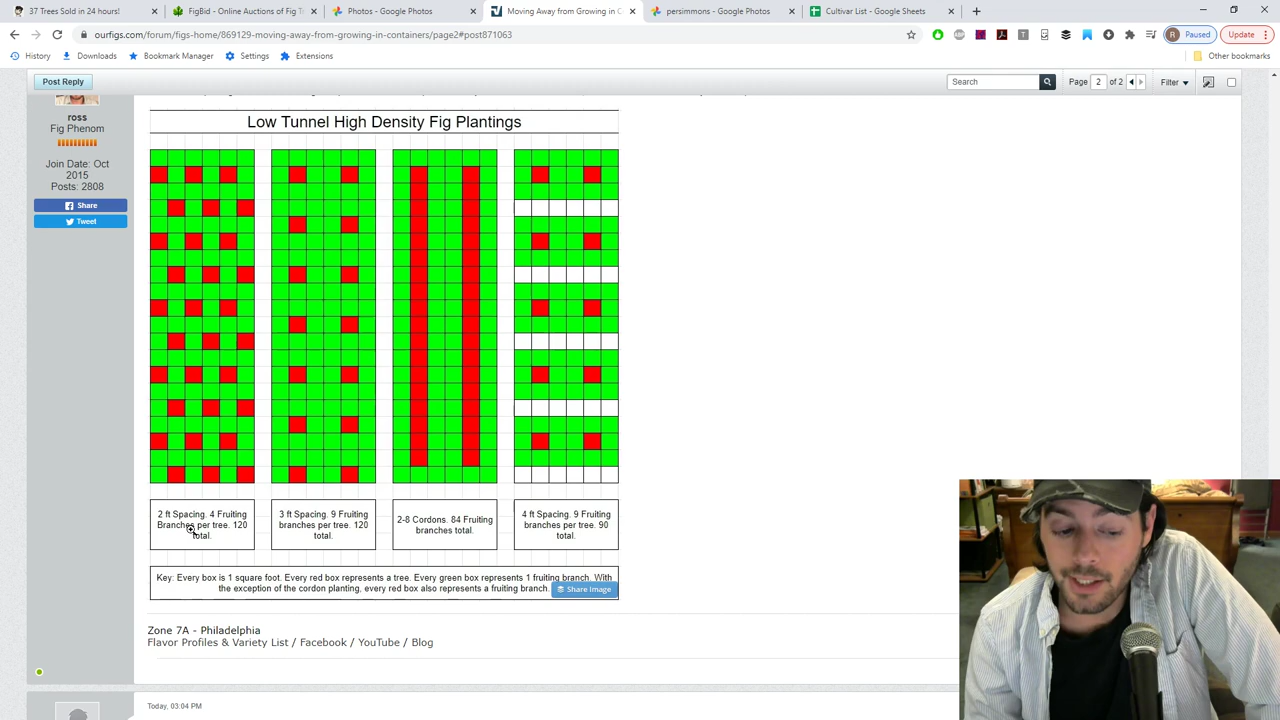 37 Trees Sold in 24 hours!
FigBid - Online Auctions of Fig T
Photos - Google Photos
Moving Away from Growing in C
persimmons - Google Photos
Cultivar List - Google Sheets
ourfigs.com/forum/figs-home/869129-moving-away-from-growing-in-containers/page2#post871063
R
Paused
Update
History
Downloads
Bookmark Manager
Settings
Extensions
Other bookmarks
Post Reply
Search
Page 2 of 2
Filter
ross
Fig Phenom
Join Date: Oct
2015
Posts: 2808
Share
Tweet
Low Tunnel High Density Fig Plantings
2 ft Spacing. 4 Fruiting
Branches per tree. 120
total.
3 ft Spacing. 9 Fruiting
branches per tree. 120
total.
2-8 Cordons. 84 Fruiting
branches total.
4 ft Spacing. 9 Fruiting
branches per tree. 90
total.
Key: Every box is 1 square foot. Every red box represents a tree. Every green box represents 1 fruiting branch. With
the exception of the cordon planting, every red box also represents a fruiting branch.
Share Image
Zone 7A - Philadelphia
Flavor Profiles & Variety List / Facebook / YouTube / Blog
Today, 03:04 PM